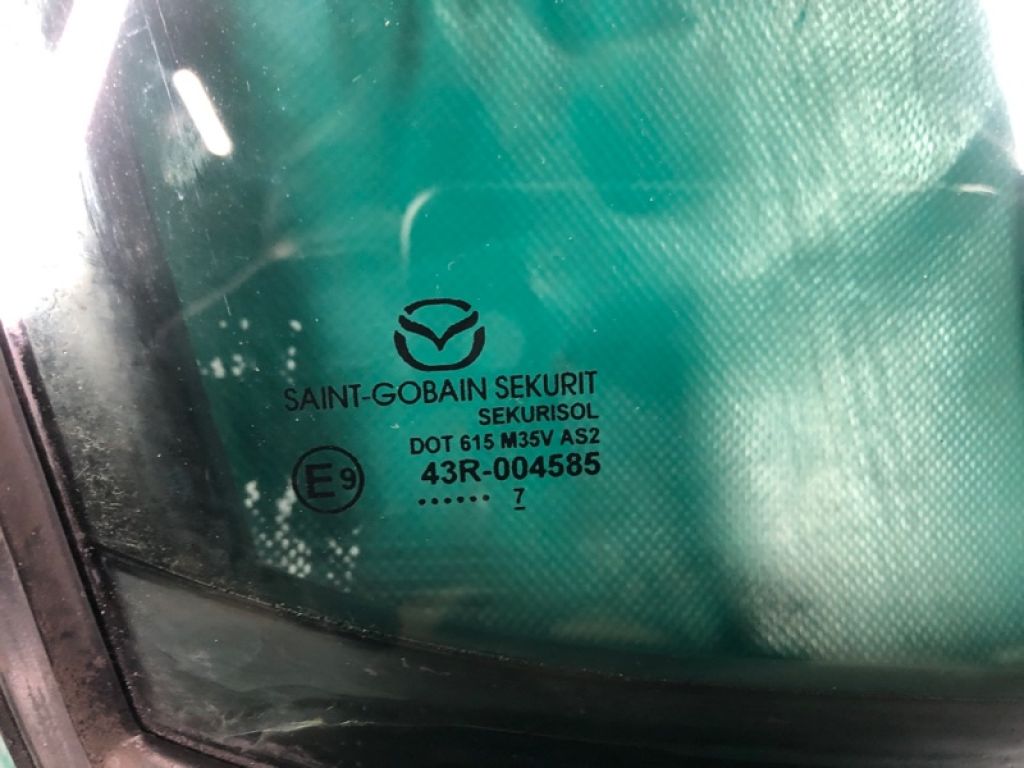 SAINT-GOBAIN SEKURIT
SEKURISOL
DOT 615 M35V AS2
E9 43R-004585
...... 7